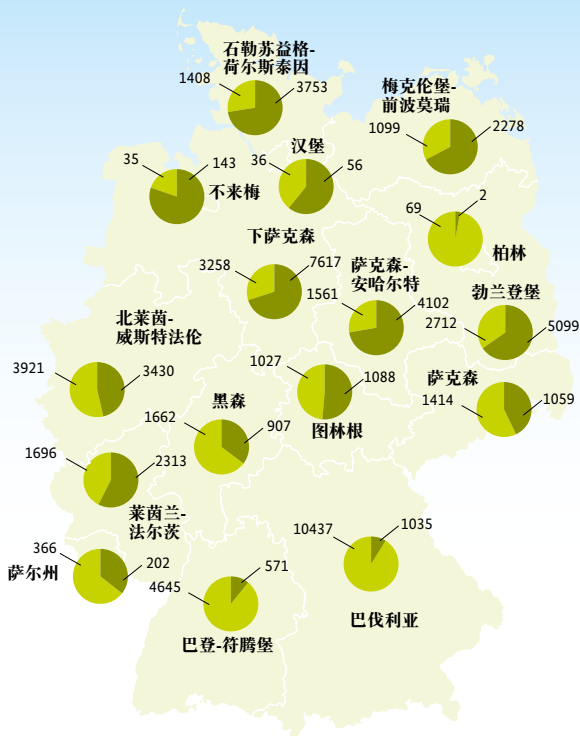 石勒苏益格-
荷尔斯泰因
1408
3753
梅克伦堡-
前波莫瑞
1099
2278
汉堡
36
56
35
143
不来梅
69
2
柏林
下萨克森
3258
7617
萨克森-
安哈尔特
1561
4102
勃兰登堡
2712
5099
北莱茵-
威斯特法伦
3921
3430
1027
1088
图林根
萨克森
1414
1059
黑森
1662
907
1696
2313
莱茵兰-
法尔茨
366
202
萨尔州
4645
571
巴登-符腾堡
10437
1035
巴伐利亚